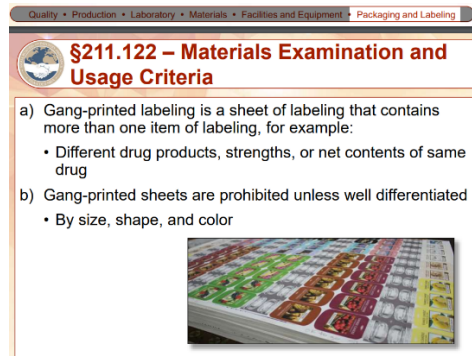 Quality • Production • Laboratory • Materials • Facilities and Equipment • Packaging and Labeling
§211.122 – Materials Examination and
Usage Criteria
a) Gang-printed labeling is a sheet of labeling that contains
more than one item of labeling, for example:
• Different drug products, strengths, or net contents of same
drug
b) Gang-printed sheets are prohibited unless well differentiated
• By size, shape, and color